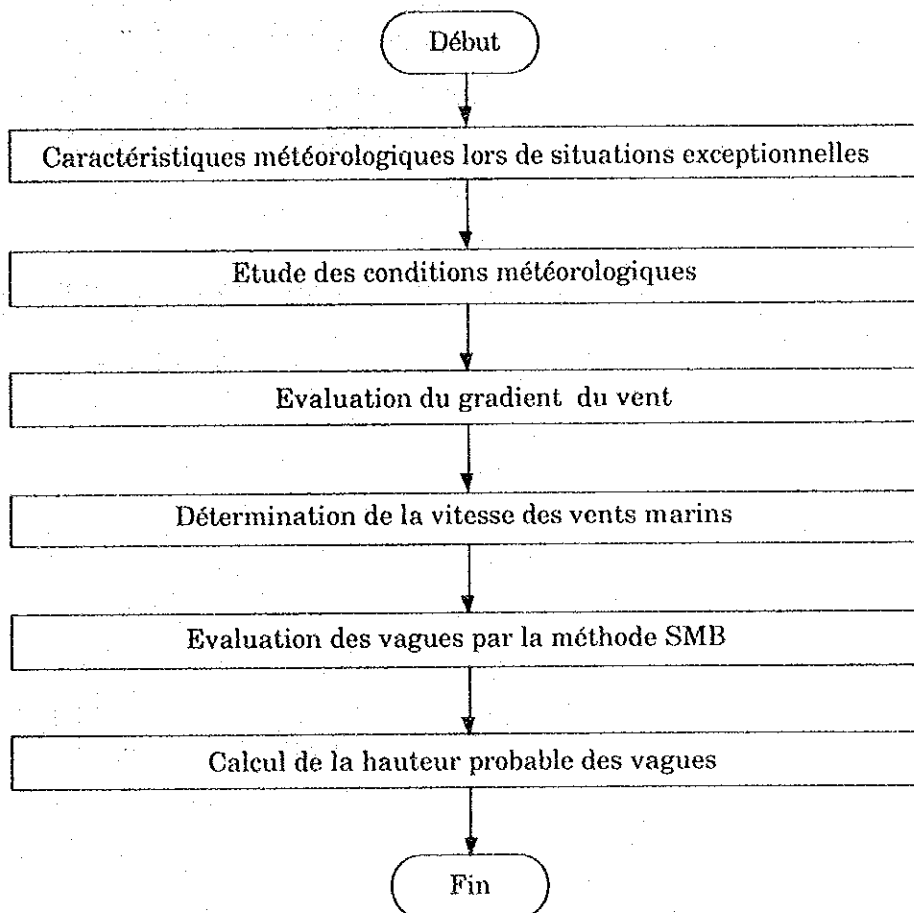 Début
Caractéristiques météorologiques lors de situations exceptionnelles
Etude des conditions météorologiques
Evaluation du gradient du vent
Détermination de la vitesse des vents marins
Evaluation des vagues par la méthode SMB
Calcul de la hauteur probable des vagues
Fin